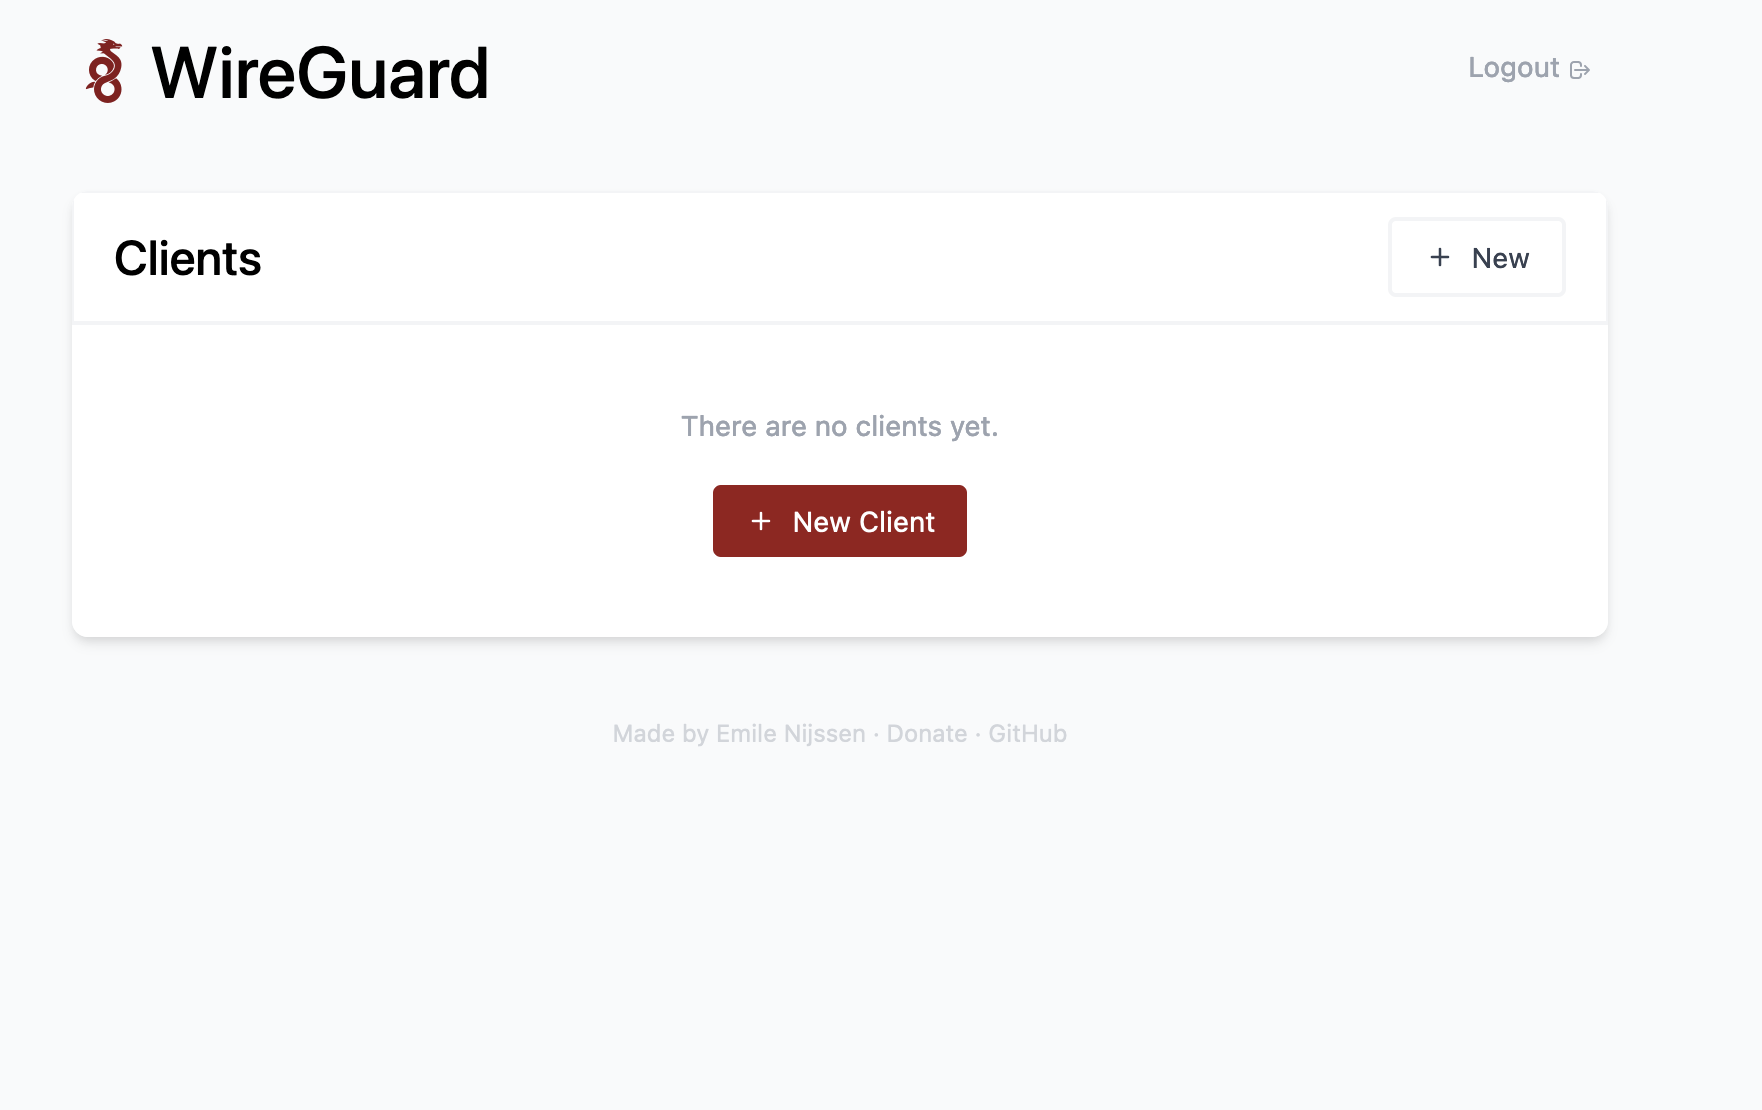 WireGuard
Logout
Clients
+ New
There are no clients yet.
+ New Client
Made by Emile Nijssen · Donate · GitHub